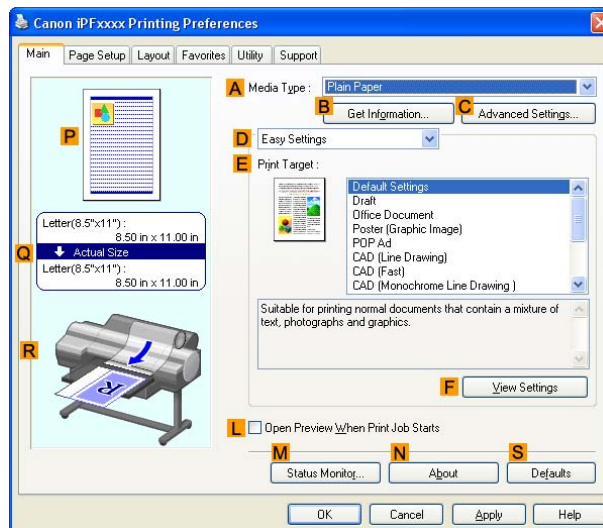 Canon iPFxxxx Printing Preferences
Main Page Setup Layout Favorites Utility Support
A Media Type : Plain Paper
B Get Information... C Advanced Settings...
D Easy Settings
E Print Target :
P
Default Settings
Draft
Office Document
Poster (Graphic Image)
POP Ad
CAD (Line Drawing)
CAD (Fast)
CAD (Monochrome Line Drawing )
Letter(8.5"x11") :
8.50 in x 11.00 in
Q Actual Size
Letter(8.5"x11") :
8.50 in x 11.00 in
Suitable for printing normal documents that contain a mixture of
text, photographs and graphics.
R
R
F View Settings
L Open Preview When Print Job Starts
M N S
Status Monitor... About Defaults
OK Cancel Apply Help